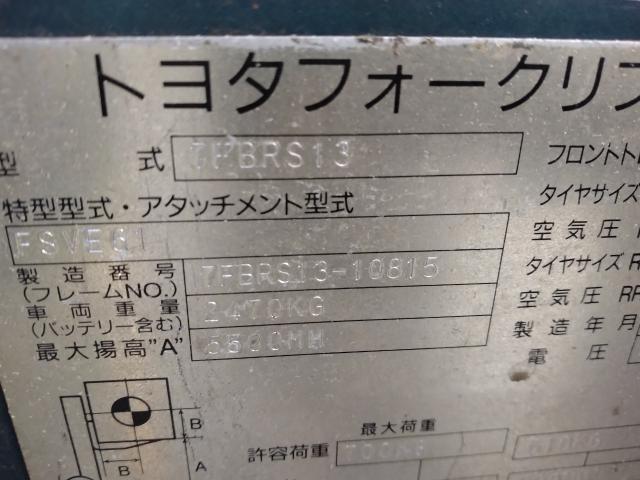 トヨタフォークリフ
型 式 7FBRS13 フロントト
特型型式・アタッチメント型式 タイヤサイズ
FSVE61 空気圧
製造番号 7FBRS13-10815 タイヤサイズ R
(フレームNO.) 空気圧 RR
車両重量 2470KG 製造年月
(バッテリー含む) 電圧
最大揚高"A" 5500MM
最大荷重
許容荷重 700KG
B
B A